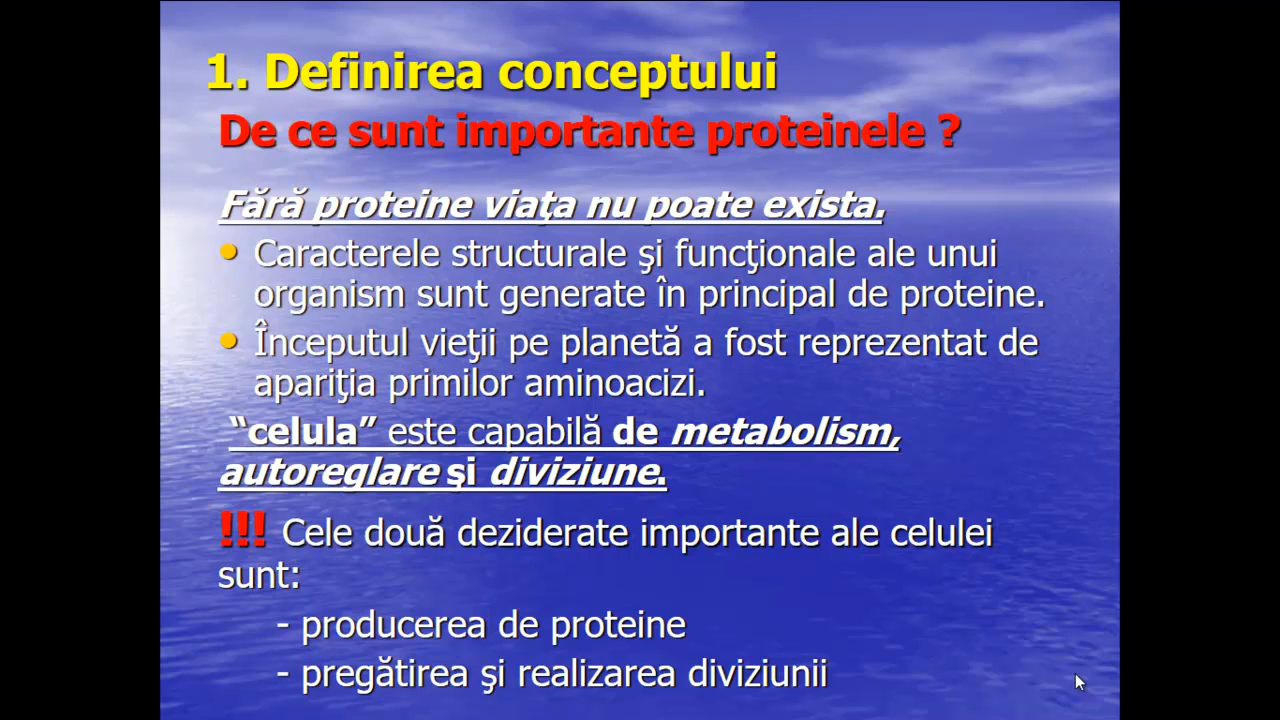 1. Definirea conceptului
De ce sunt importante proteinele ?
Fără proteine viaţa nu poate exista.
• Caracterele structurale şi funcţionale ale unui
organism sunt generate în principal de proteine.
• Începutul vieţii pe planetă a fost reprezentat de
apariţia primilor aminoacizi.
“celula” este capabilă de metabolism,
autoreglare şi diviziune.
!!! Cele două deziderate importante ale celulei
sunt:
- producerea de proteine
- pregătirea şi realizarea diviziunii